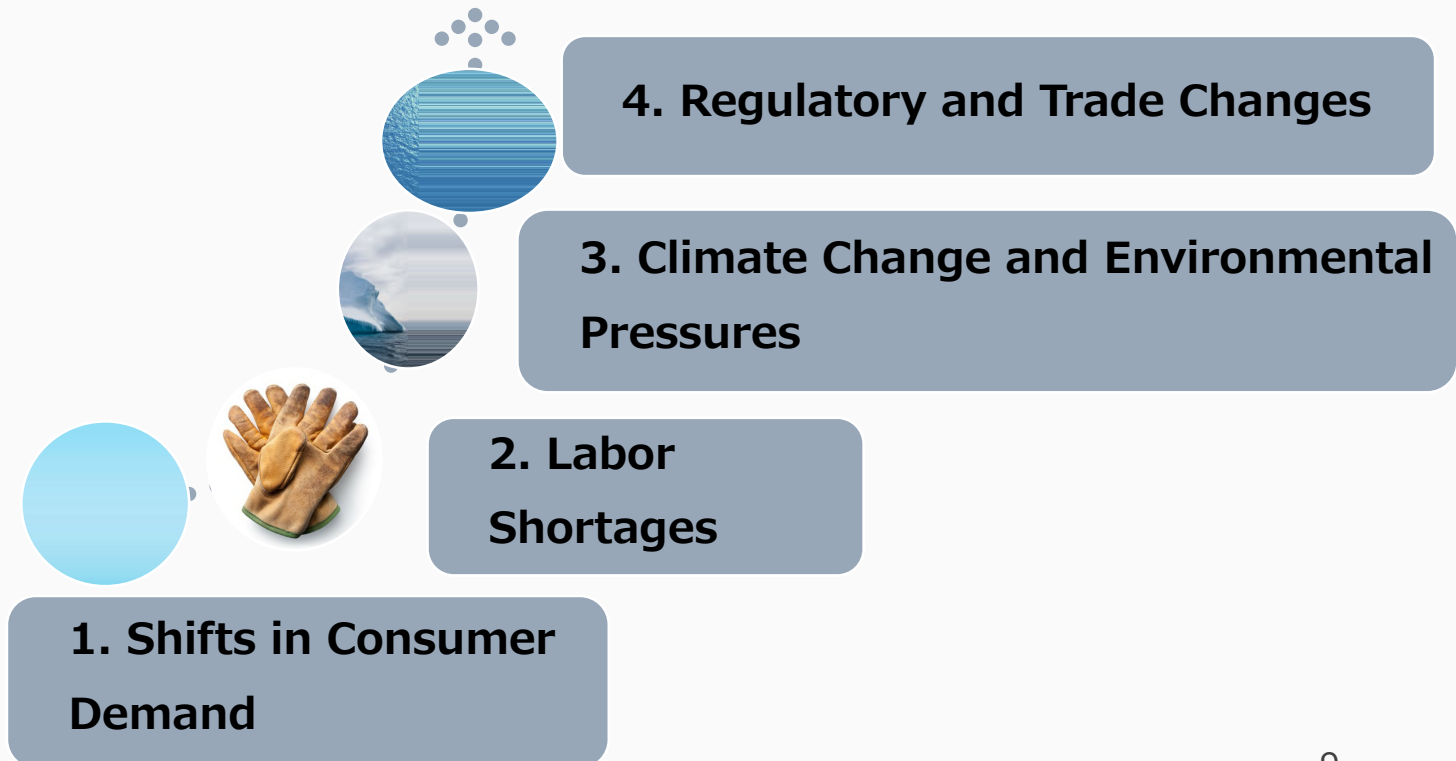 4. Regulatory and Trade Changes
3. Climate Change and Environmental
Pressures
2. Labor
Shortages
1. Shifts in Consumer
Demand